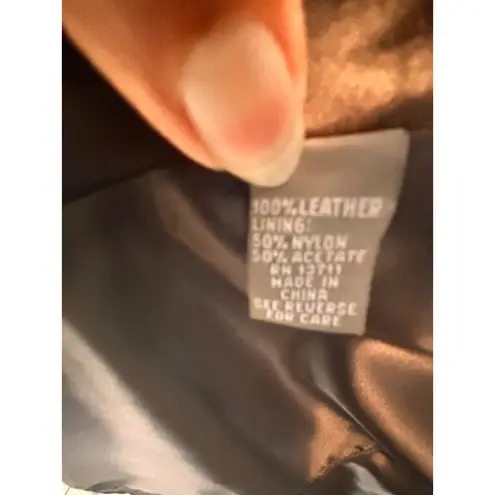 100% LEATHER
LINING:
50% NYLON
50% ACETATE
RN 13711
MADE IN
CHINA
SEE REVERSE
FOR CARE